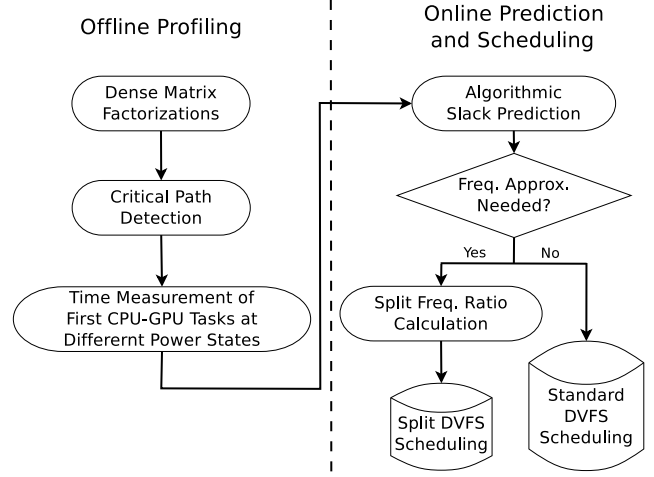 Offline Profiling
Dense Matrix
Factorizations
Critical Path
Detection
Time Measurement of
First CPU-GPU Tasks at
Differernt Power States
Online Prediction
and Scheduling
Algorithmic
Slack Prediction
Freq. Approx.
Needed?
Yes
No
Split Freq. Ratio
Calculation
Split DVFS
Scheduling
Standard
DVFS
Scheduling